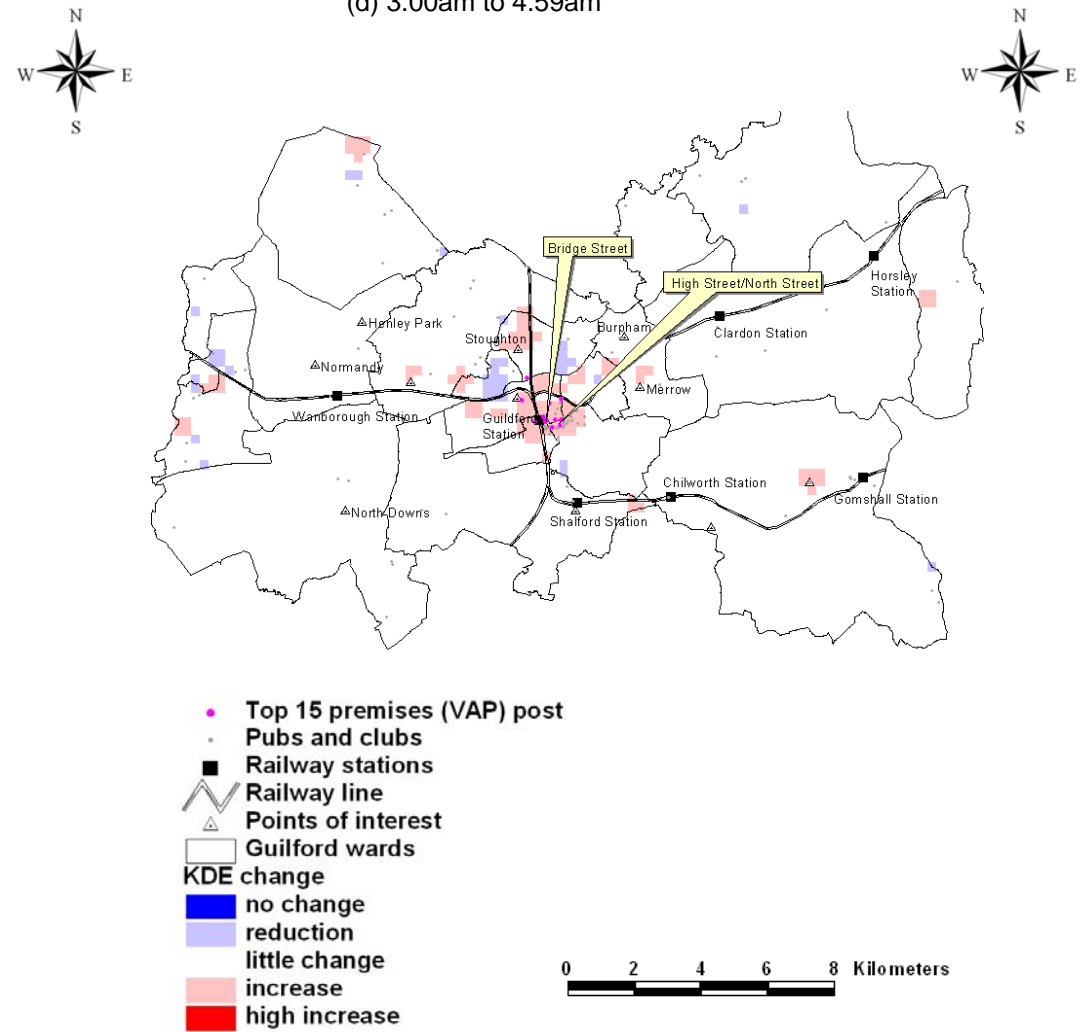 (d) 3.00am to 4.59am
N
W E
S
N
W E
S
Bridge Street
High Street/North Street
Horsley
Station
Henley Park
Stoughton
Burpham
Clardon Station
Normandy
Merrow
Wanborough Station
Guildford
Station
Chilworth Station
Gomshall Station
North Downs
Shalford Station
Top 15 premises (VAP) post
Pubs and clubs
Railway stations
Railway line
Points of interest
Guilford wards
KDE change
no change
reduction
little change
increase
high increase
0 2 4 6 8 Kilometers